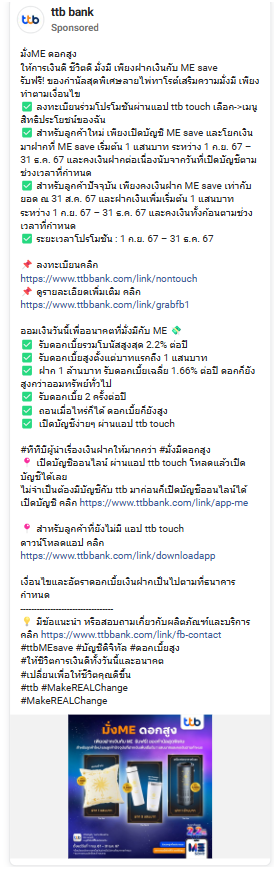 ttb bank
Sponsored
มั่งME ดอกสูง
ให้การเงินดี ชีวิตดี มั่งมี เพียงฝากเงินกับ ME save
รับฟรี! ของกำนัลสุดพิเศษลายไพ่ทาโรต์เสริมความมั่งมี เพียง
ทำตามเงื่อนไข
✅ ลงทะเบียนร่วมโปรโมชันผ่านแอป ttb touch เลือก->เมนู
สิทธิประโยชน์ของฉัน
✅ สำหรับลูกค้าใหม่ เพียงเปิดบัญชี ME save และโยกเงิน
มาฝากที่ ME save เริ่มต้น 1 แสนบาท ระหว่าง 1 ก.ย. 67 –
31 ธ.ค. 67 และคงเงินฝากต่อเนื่องนับจากวันที่เปิดบัญชีตาม
ช่วงเวลาที่กำหนด
✅ สำหรับลูกค้าปัจจุบัน เพียงคงเงินฝาก ME save เท่ากับ
ยอด ณ 31 ส.ค. 67 และฝากเงินเพิ่มเริ่มต้น 1 แสนบาท
ระหว่าง 1 ก.ย. 67 – 31 ธ.ค. 67 และคงเงินทั้งก้อนตามช่วง
เวลาที่กำหนด
✅ ระยะเวลาโปรโมชัน : 1 ก.ย. 67 – 31 ธ.ค. 67
📌 ลงทะเบียนคลิก
https://www.ttbbank.com/link/nontouch
📌 ดูรายละเอียดเพิ่มเติม คลิก
https://www.ttbbank.com/link/grabfb1
ออมเงินวันนี้เพื่ออนาคตที่มั่งมีกับ ME 💸
✅ รับดอกเบี้ยรวมโบนัสสูงสุด 2.2% ต่อปี
✅ รับดอกเบี้ยสูงตั้งแต่บาทแรกถึง 1 แสนบาท
✅ ฝาก 1 ล้านบาท รับดอกเบี้ยเฉลี่ย 1.66% ต่อปี ดอกก็ยัง
สูงกว่าออมทรัพย์ทั่วไป
✅ รับดอกเบี้ย 2 ครั้งต่อปี
✅ ถอนเมื่อไหร่ก็ได้ ดอกเบี้ยก็ยังสูง
✅ เปิดบัญชีง่ายๆ ผ่านแอป ttb touch
#ทีทีบีผู้นำเรื่องเงินฝากให้มากกว่า #มั่งมีดอกสูง
📍 เปิดบัญชีออนไลน์ ผ่านแอป ttb touch โหลดแล้วเปิด
บัญชีได้เลย
ไม่จำเป็นต้องมีบัญชีกับ ttb มาก่อนก็เปิดบัญชีออนไลน์ได้
เปิดบัญชี คลิก https://www.ttbbank.com/link/app-me
📍 สำหรับลูกค้าที่ยังไม่มี แอป ttb touch
ดาวน์โหลดแอป คลิก
https://www.ttbbank.com/link/downloadapp
เงื่อนไขและอัตราดอกเบี้ยเงินฝากเป็นไปตามที่ธนาคาร
กำหนด
---------------------------------
💡 มีข้อแนะนำ หรือสอบถามเกี่ยวกับผลิตภัณฑ์และบริการ
คลิก https://www.ttbbank.com/link/fb-contact
#ttbMEsave #บัญชีดิจิทัล #ดอกเบี้ยสูง
#ให้ชีวิตการเงินดีทั้งวันนี้และอนาคต
#เปลี่ยนเพื่อให้ชีวิตคุณดีขึ้น
#ttb #MakeREALChange
#MakeREALChange
ttb
มั่งME ดอกสูง
ME